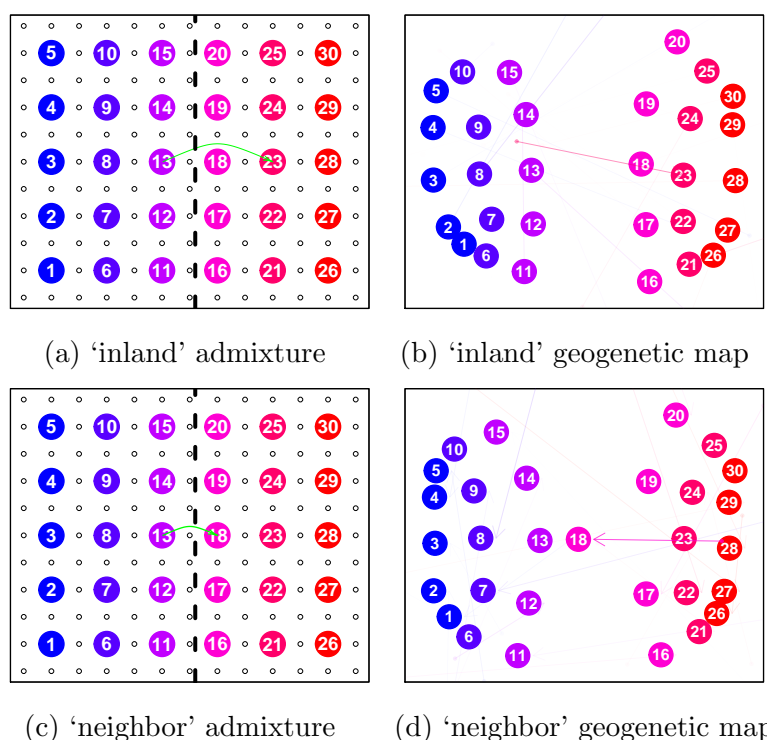 5 10 15 20 25 30
4 9 14 19 24 29
3 8 13 18 23 28
2 7 12 17 22 27
1 6 11 16 21 26
20
10 15 25
5 30
19
14 24 29
4 9
18
13
8 23
3 28
7
2 12 17 22 27
1
6 26
21
11 16
(a) ‘inland’ admixture
(b) ‘inland’ geogenetic map
5 10 15 20 25 30
4 9 14 19 24 29
3 8 13 18 23 28
2 7 12 17 22 27
1 6 11 16 21 26
20
15
10 25
5 30
14 19
4 9 24 29
3 8 13 18 23 28
2 7 17 22 27
12
1 26
6 21
11 16
(c) ‘neighbor’ admixture
(d) ‘neighbor’ geogenetic map